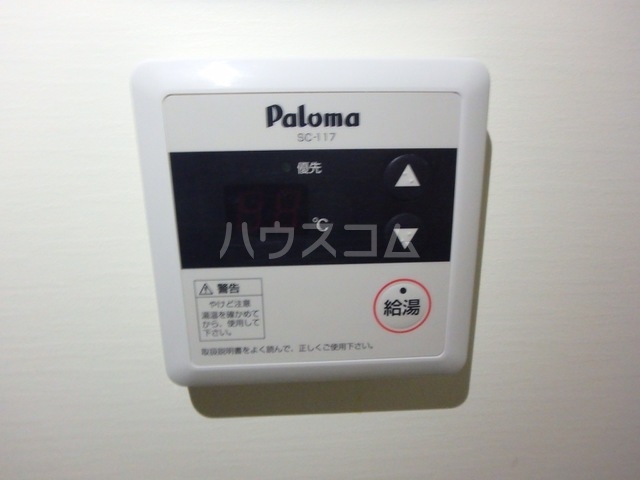 Paloma
SC-117
優先
℃
ハウスコム
警告
やけど注意
湯温を確かめて
から、使用して
下さい。
給湯
取扱説明書をよく読んで、正しくご使用下さい。